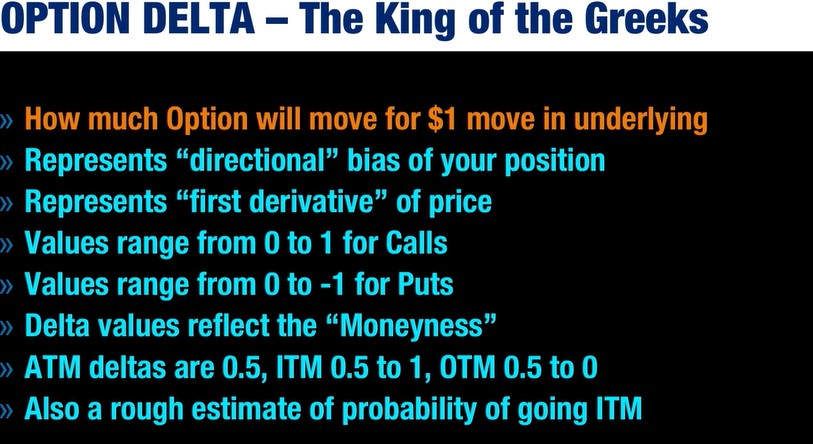 OPTION DELTA – The King of the Greeks
» How much Option will move for $1 move in underlying
» Represents “directional” bias of your position
» Represents “first derivative” of price
» Values range from 0 to 1 for Calls
» Values range from 0 to -1 for Puts
» Delta values reflect the “Moneyness”
» ATM deltas are 0.5, ITM 0.5 to 1, OTM 0.5 to 0
» Also a rough estimate of probability of going ITM